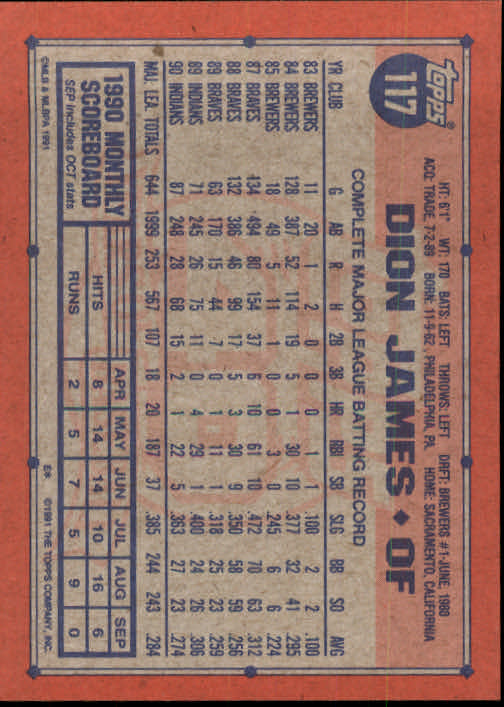 TOPPS®
117
HT: 6'1" WT: 170 BATS: LEFT THROWS: LEFT DRFT: BREWERS #1-JUNE, 1980
ACQ: TRADE, 7-2-89 BORN: 11-9-62, PHILADELPHIA, PA. HOME: SACRAMENTO, CALIFORNIA
DION JAMES ◆ OF
COMPLETE MAJOR LEAGUE BATTING RECORD
YR CLUB G AB R H 2B 3B HR RBI SB SLG BB SO AVG
83 BREWERS 11 20 1 2 0 0 0 1 1 .100 2 2 .100
84 BREWERS 128 387 52 114 19 5 1 30 10 .377 32 41 .295
85 BREWERS 18 49 5 11 1 0 0 3 0 .245 6 6 .224
87 BRAVES 134 494 80 154 37 6 10 61 10 .472 70 63 .312
88 BRAVES 132 386 46 99 17 5 3 30 9 .350 58 59 .256
89 BRAVES 63 170 15 44 7 0 1 11 1 .318 25 23 .259
89 INDIANS 71 245 26 75 11 0 4 29 1 .400 24 26 .306
90 INDIANS 87 248 28 68 15 2 1 22 5 .363 27 23 .274
MAJ. LEA. TOTALS 644 1999 253 567 107 18 20 187 37 .385 244 243 .284
1990 MONTHLY
SCOREBOARD
SEP includes OCT stats
APR MAY JUN JUL AUG SEP
HITS 8 14 14 10 16 6
RUNS 2 5 7 5 9 0
©MLB & MLBPA 1991
E* ©1991 THE TOPPS COMPANY, INC.